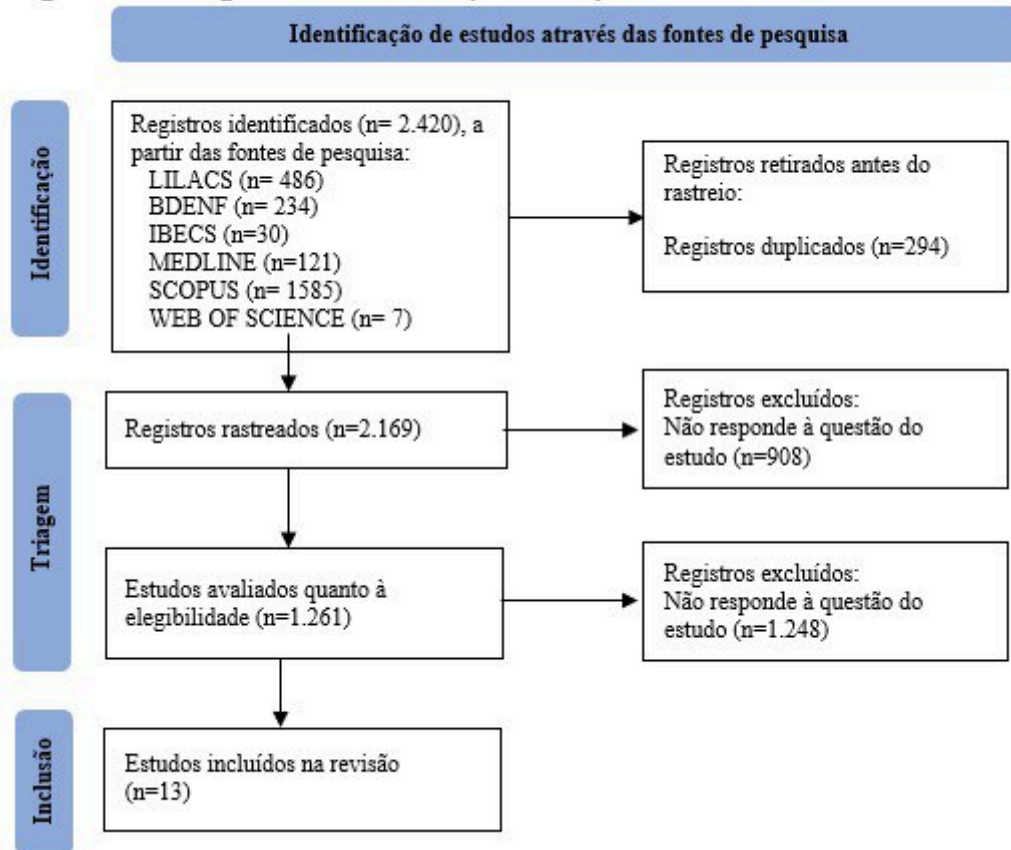 Identificação de estudos através das fontes de pesquisa
Identificação
Registros identificados (n= 2.420), a
partir das fontes de pesquisa:
LILACS (n= 486)
BDENF (n= 234)
IBECS (n=30)
MEDLINE (n=121)
SCOPUS (n= 1585)
WEB OF SCIENCE (n= 7)
Registros retirados antes do
rastreio:
Registros duplicados (n=294)
Triagem
Registros rastreados (n=2.169)
Registros excluídos:
Não responde à questão do
estudo (n=908)
Estudos avaliados quanto à
elegibilidade (n=1.261)
Registros excluídos:
Não responde à questão do
estudo (n=1.248)
Inclusão
Estudos incluídos na revisão
(n=13)